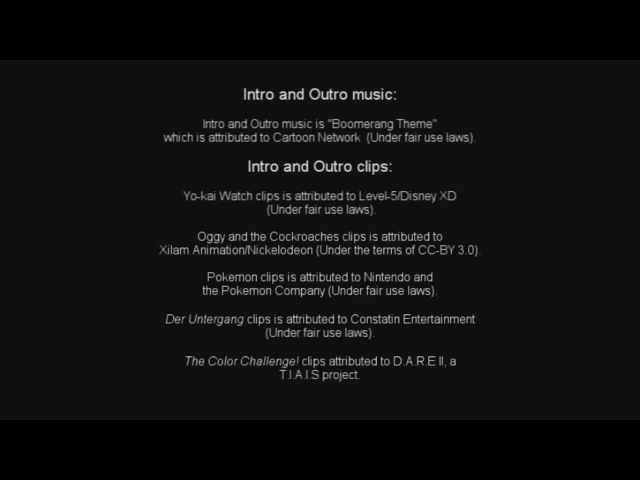 Intro and Outro music:
Intro and Outro music is "Boomerang Theme"
which is attributed to Cartoon Network (Under fair use laws).
Intro and Outro clips:
Yo-kai Watch clips is attributed to Level-5/Disney XD
(Under fair use laws).
Oggy and the Cockroaches clips is attributed to
Xilam Animation/Nickelodeon (Under the terms of CC-BY 3.0).
Pokemon clips is attributed to Nintendo and
the Pokemon Company (Under fair use laws).
Der Untergang clips is attributed to Constatin Entertainment
(Under fair use laws).
The Color Challenge! clips attributed to D.A.R.E II, a
T.I.A.I.S project.